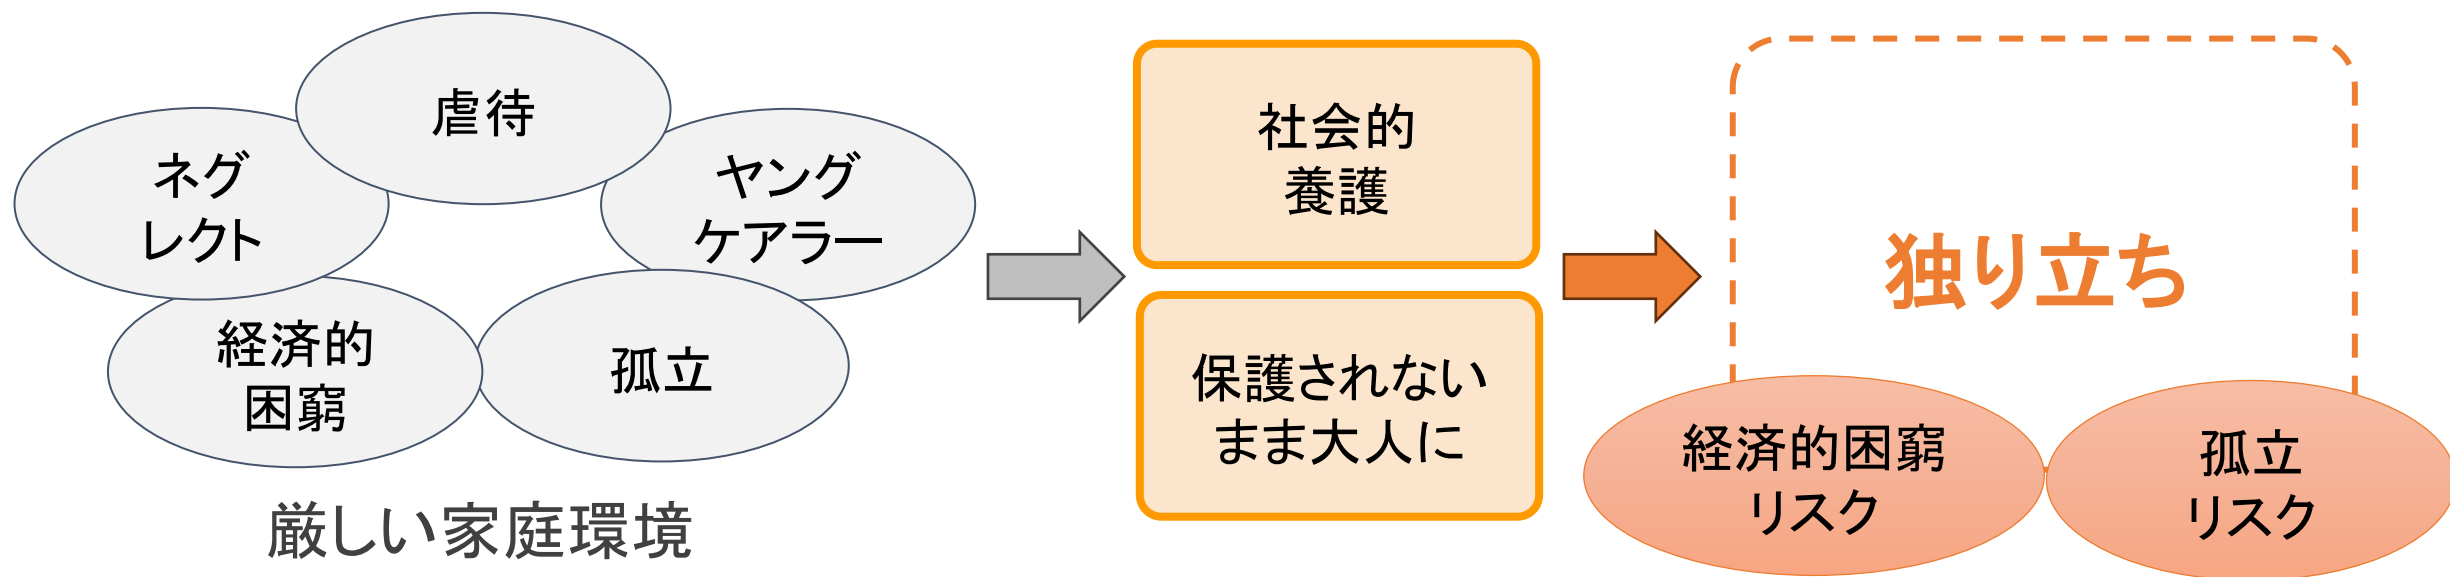 虐待
ネグ
レクト
ヤング
ケアラー
経済的
困窮
孤立
厳しい家庭環境
社会的
養護
保護されない
まま大人に
独り立ち
経済的困窮
リスク
孤立
リスク